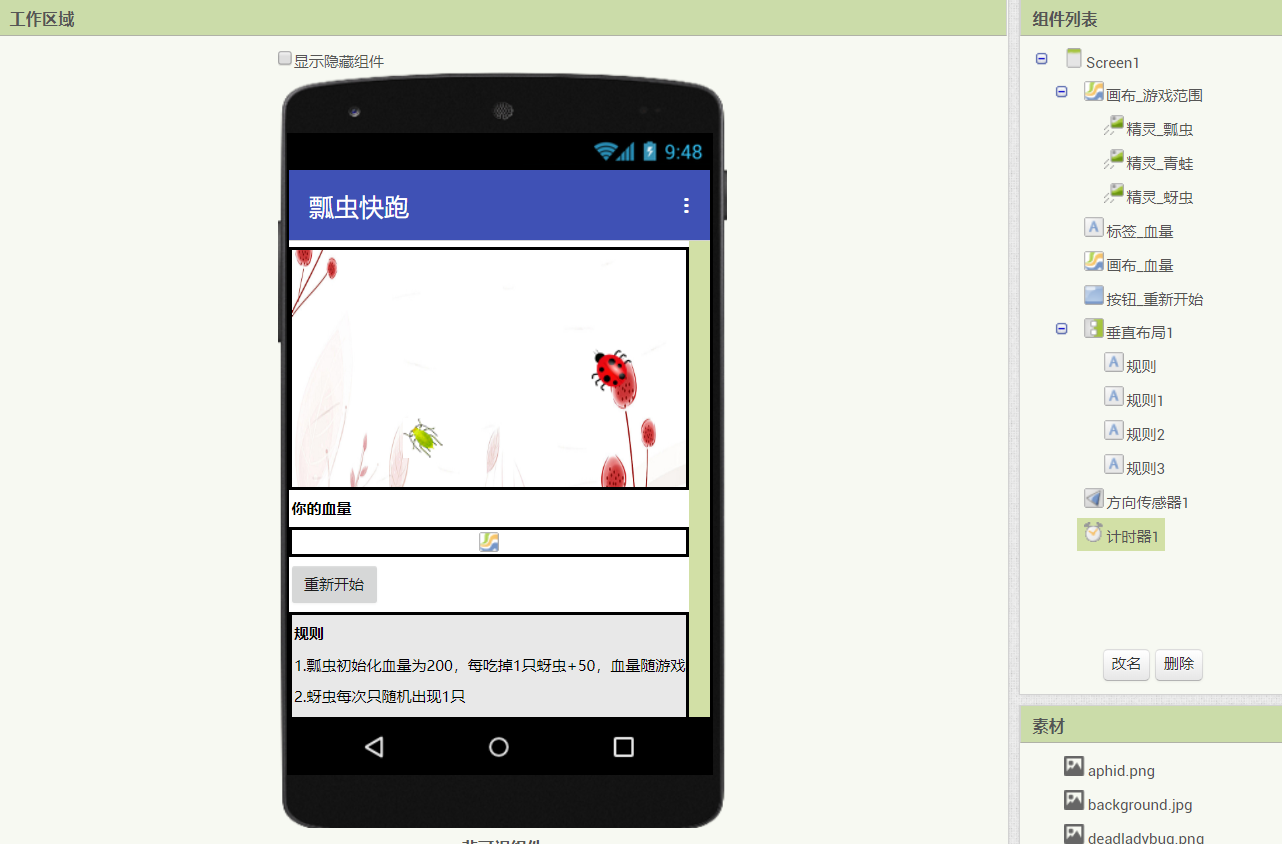 工作区域
显示隐藏组件
9:48
瓢虫快跑
你的血量
重新开始
规则
1.瓢虫初始化血量为200，每吃掉1只蚜虫+50，血量随游戏
2.蚜虫每次只随机出现1只
组件列表
Screen1
画布_游戏范围
精灵_瓢虫
精灵_青蛙
精灵_蚜虫
标签_血量
画布_血量
按钮_重新开始
垂直布局1
规则
规则1
规则2
规则3
方向传感器1
计时器1
改名 删除
素材
aphid.png
background.jpg
deadladybug.png